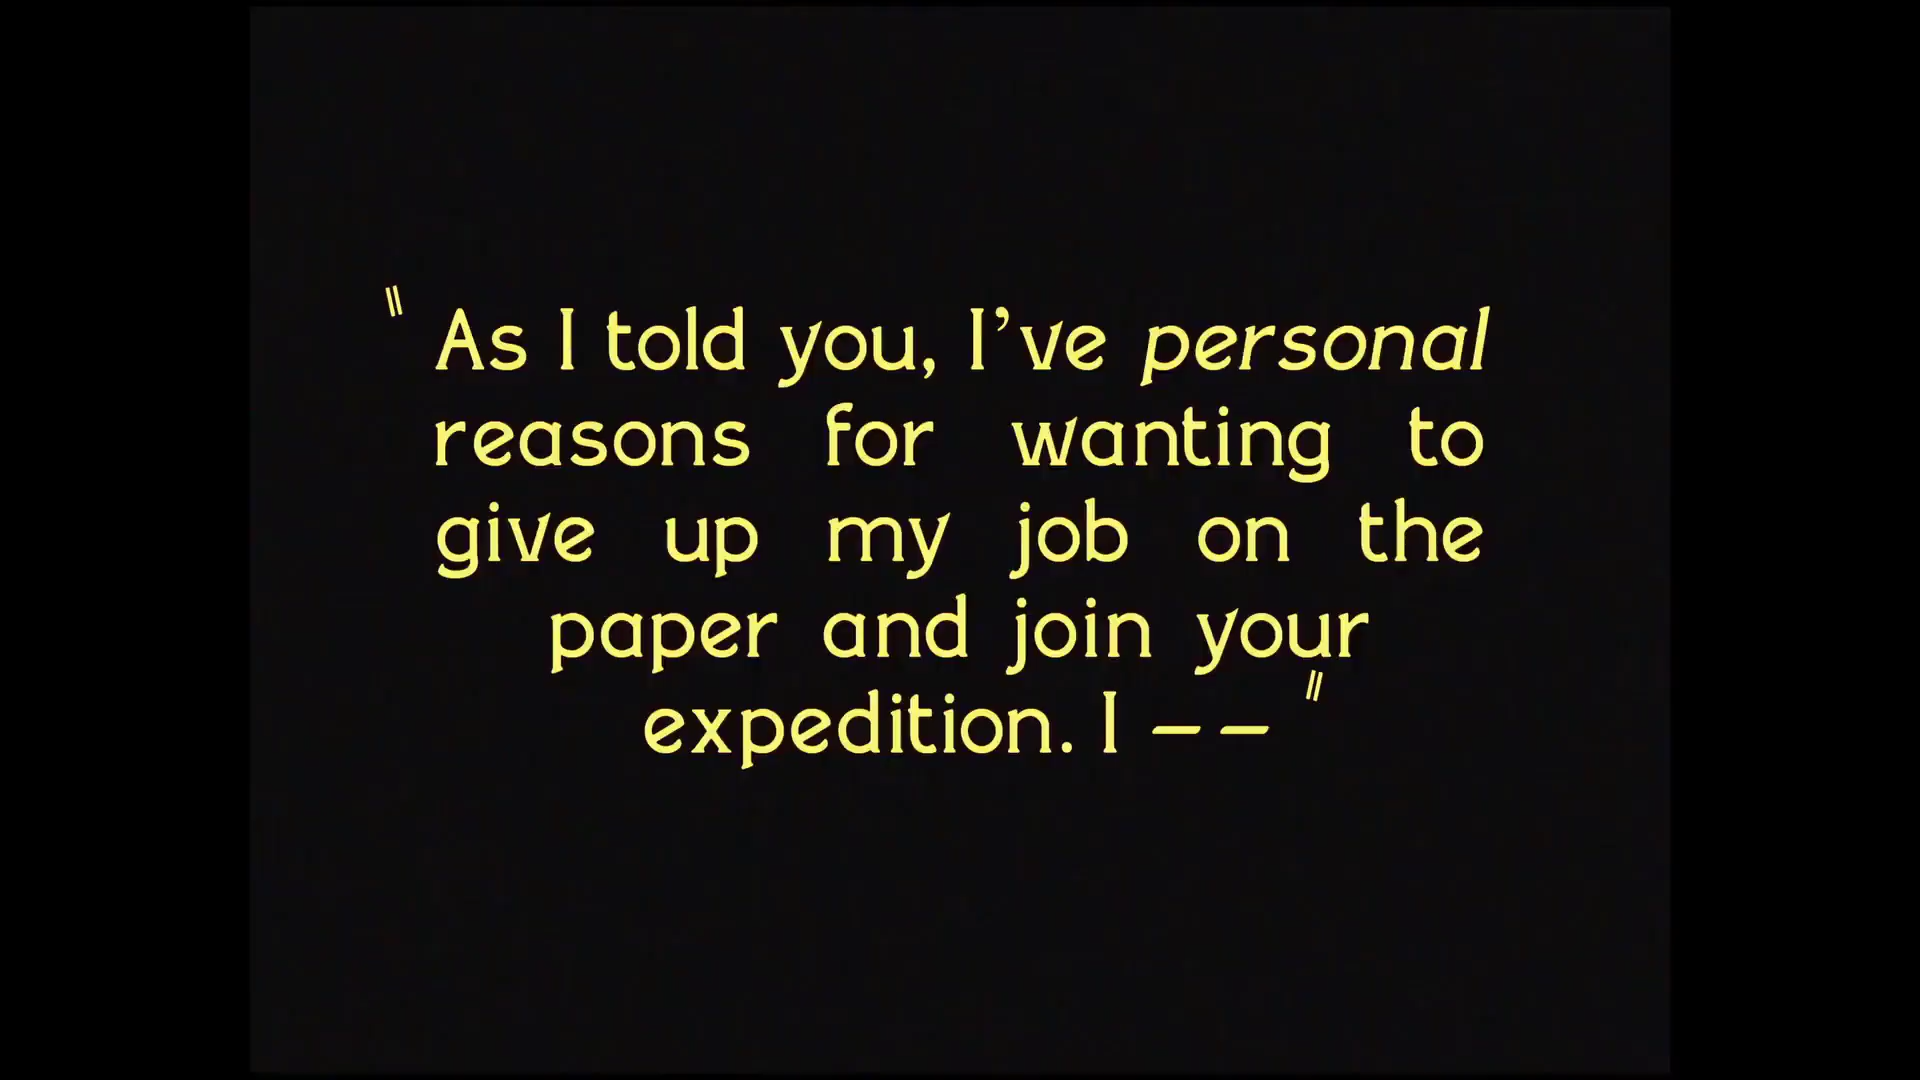 " As I told you, I’ve personal
reasons for wanting to
give up my job on the
paper and join your
expedition. I – – "